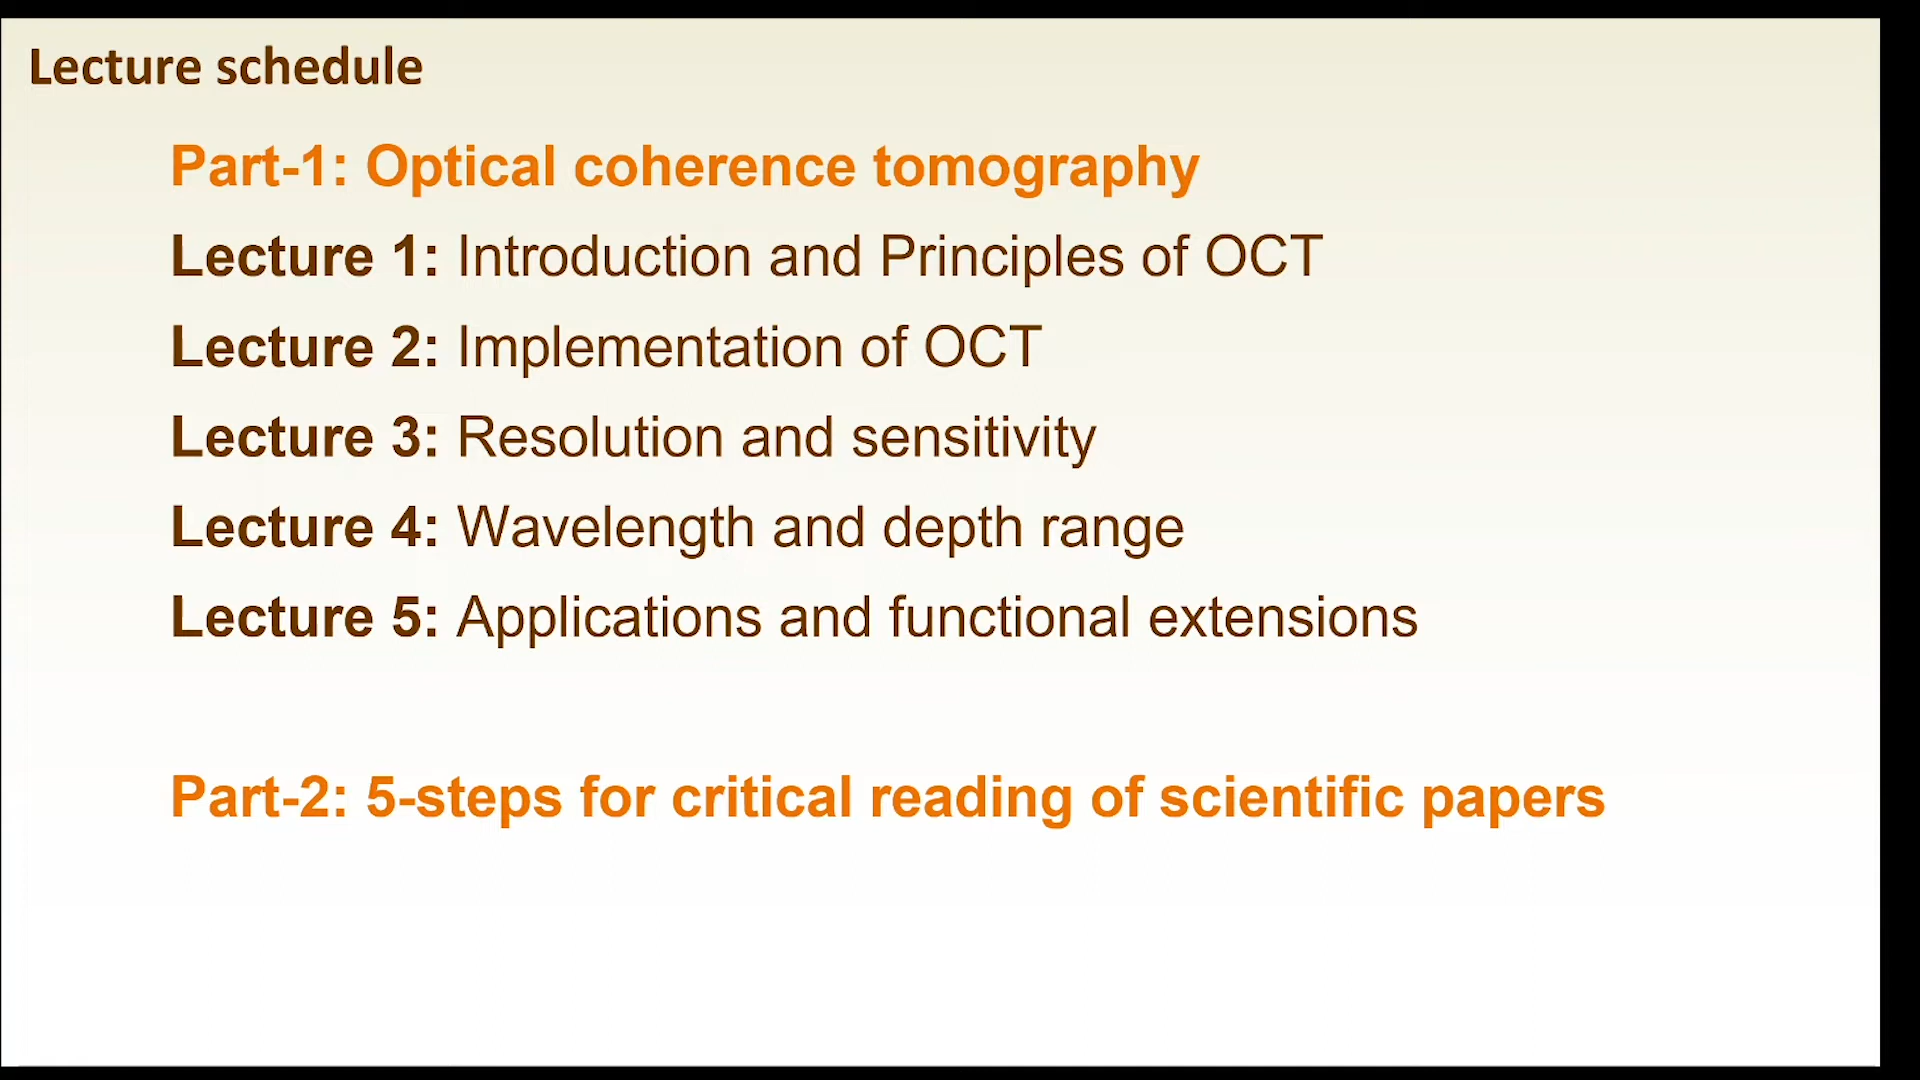 Lecture schedule
Part-1: Optical coherence tomography
Lecture 1: Introduction and Principles of OCT
Lecture 2: Implementation of OCT
Lecture 3: Resolution and sensitivity
Lecture 4: Wavelength and depth range
Lecture 5: Applications and functional extensions
Part-2: 5-steps for critical reading of scientific papers